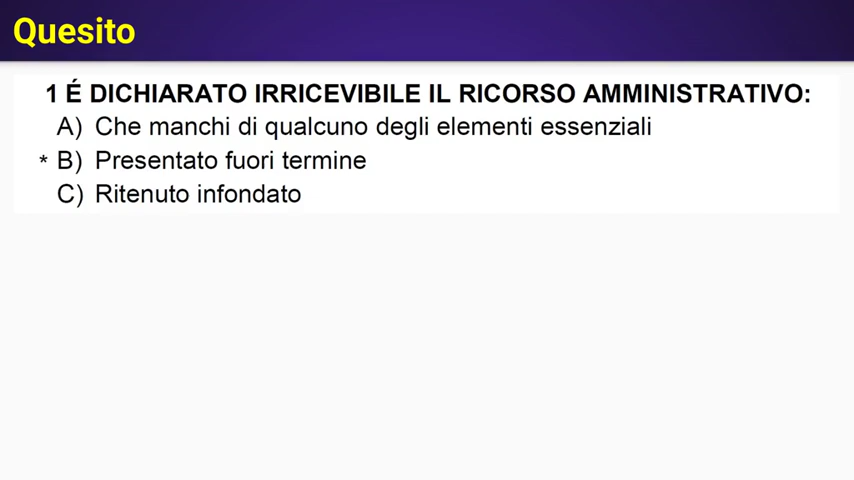 Quesito
1 É DICHIARATO IRRICEVIBILE IL RICORSO AMMINISTRATIVO:
A) Che manchi di qualcuno degli elementi essenziali
* B) Presentato fuori termine
C) Ritenuto infondato